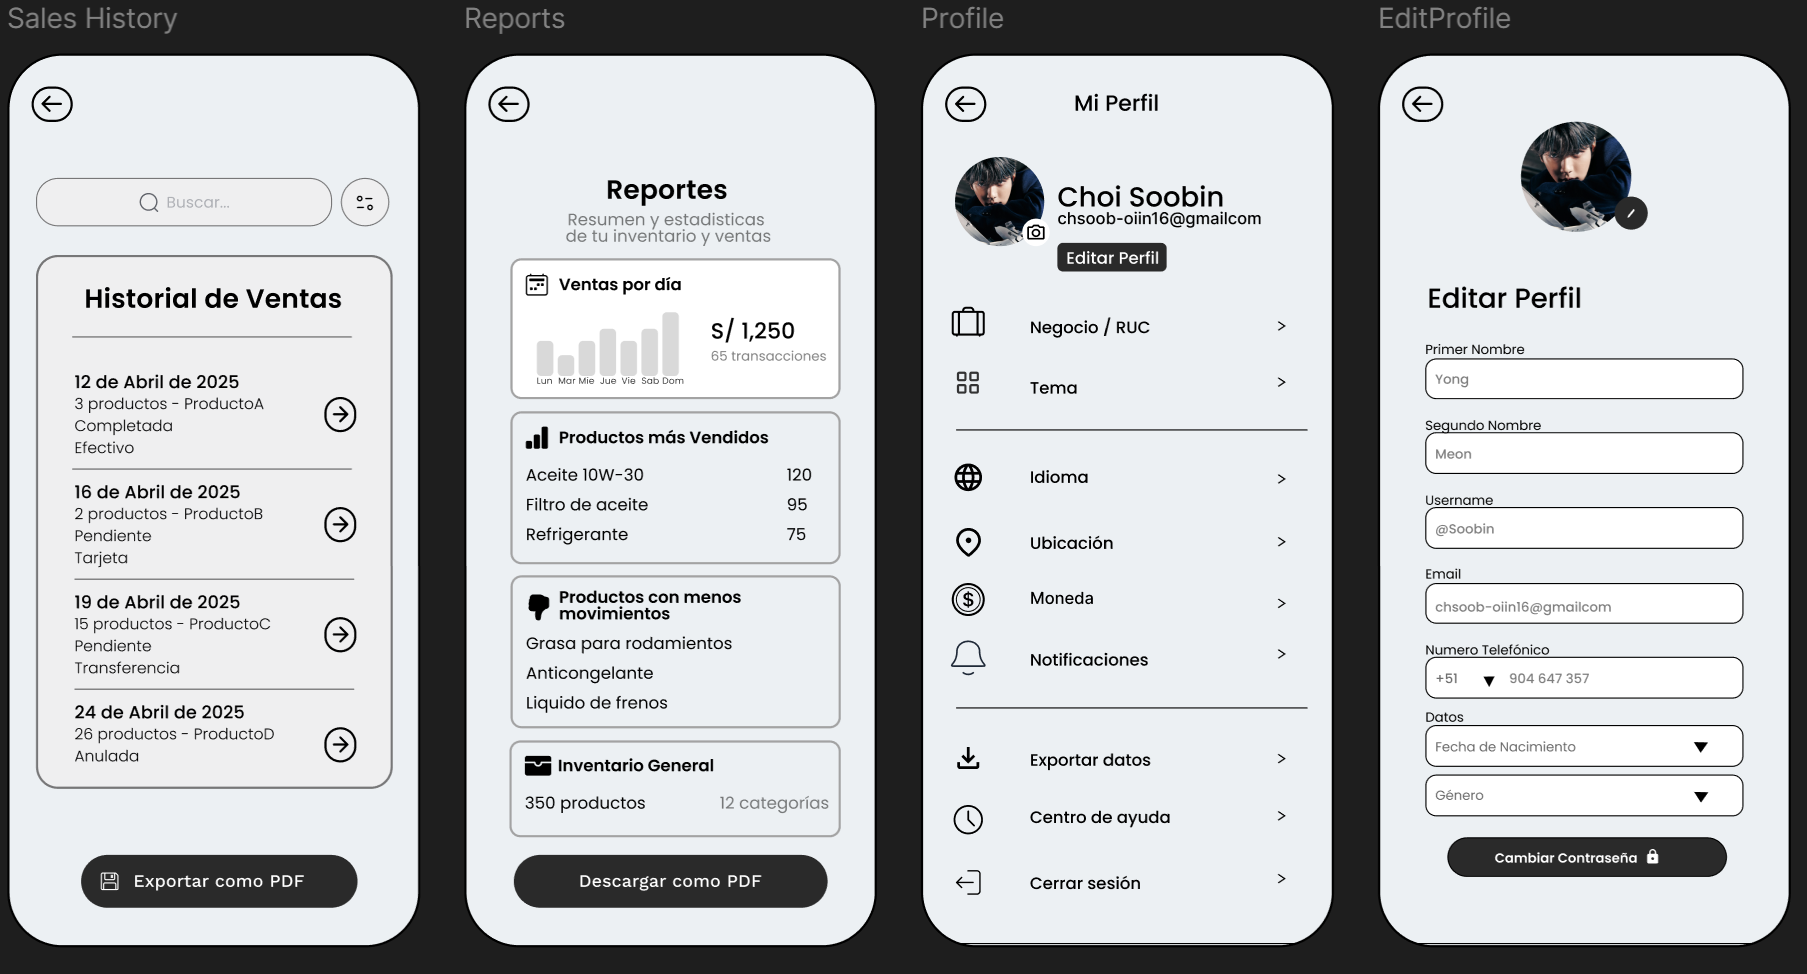 Sales History
Buscar...
Historial de Ventas
12 de Abril de 2025
3 productos - ProductoA
Completada
Efectivo
16 de Abril de 2025
2 productos - ProductoB
Pendiente
Tarjeta
19 de Abril de 2025
15 productos - ProductoC
Pendiente
Transferencia
24 de Abril de 2025
26 productos - ProductoD
Anulada
Exportar como PDF
Reports
Reportes
Resumen y estadisticas
de tu inventario y ventas
Ventas por día
S/ 1,250
65 transacciones
Lun Mar Mie Jue Vie Sab Dom
Productos más Vendidos
Aceite 10W-30 120
Filtro de aceite 95
Refrigerante 75
Productos con menos
movimientos
Grasa para rodamientos
Anticongelante
Liquido de frenos
Inventario General
350 productos 12 categorías
Descargar como PDF
Profile
Mi Perfil
Choi Soobin
chsoob-oiin16@gmailcom
Editar Perfil
Negocio / RUC >
Tema >
Idioma >
Ubicación >
Moneda >
Notificaciones >
Exportar datos >
Centro de ayuda >
Cerrar sesión >
EditProfile
Editar Perfil
Primer Nombre
Yong
Segundo Nombre
Meon
Username
@Soobin
Email
chsoob-oiin16@gmailcom
Numero Telefónico
+51 ▼ 904 647 357
Datos
Fecha de Nacimiento ▼
Género ▼
Cambiar Contraseña